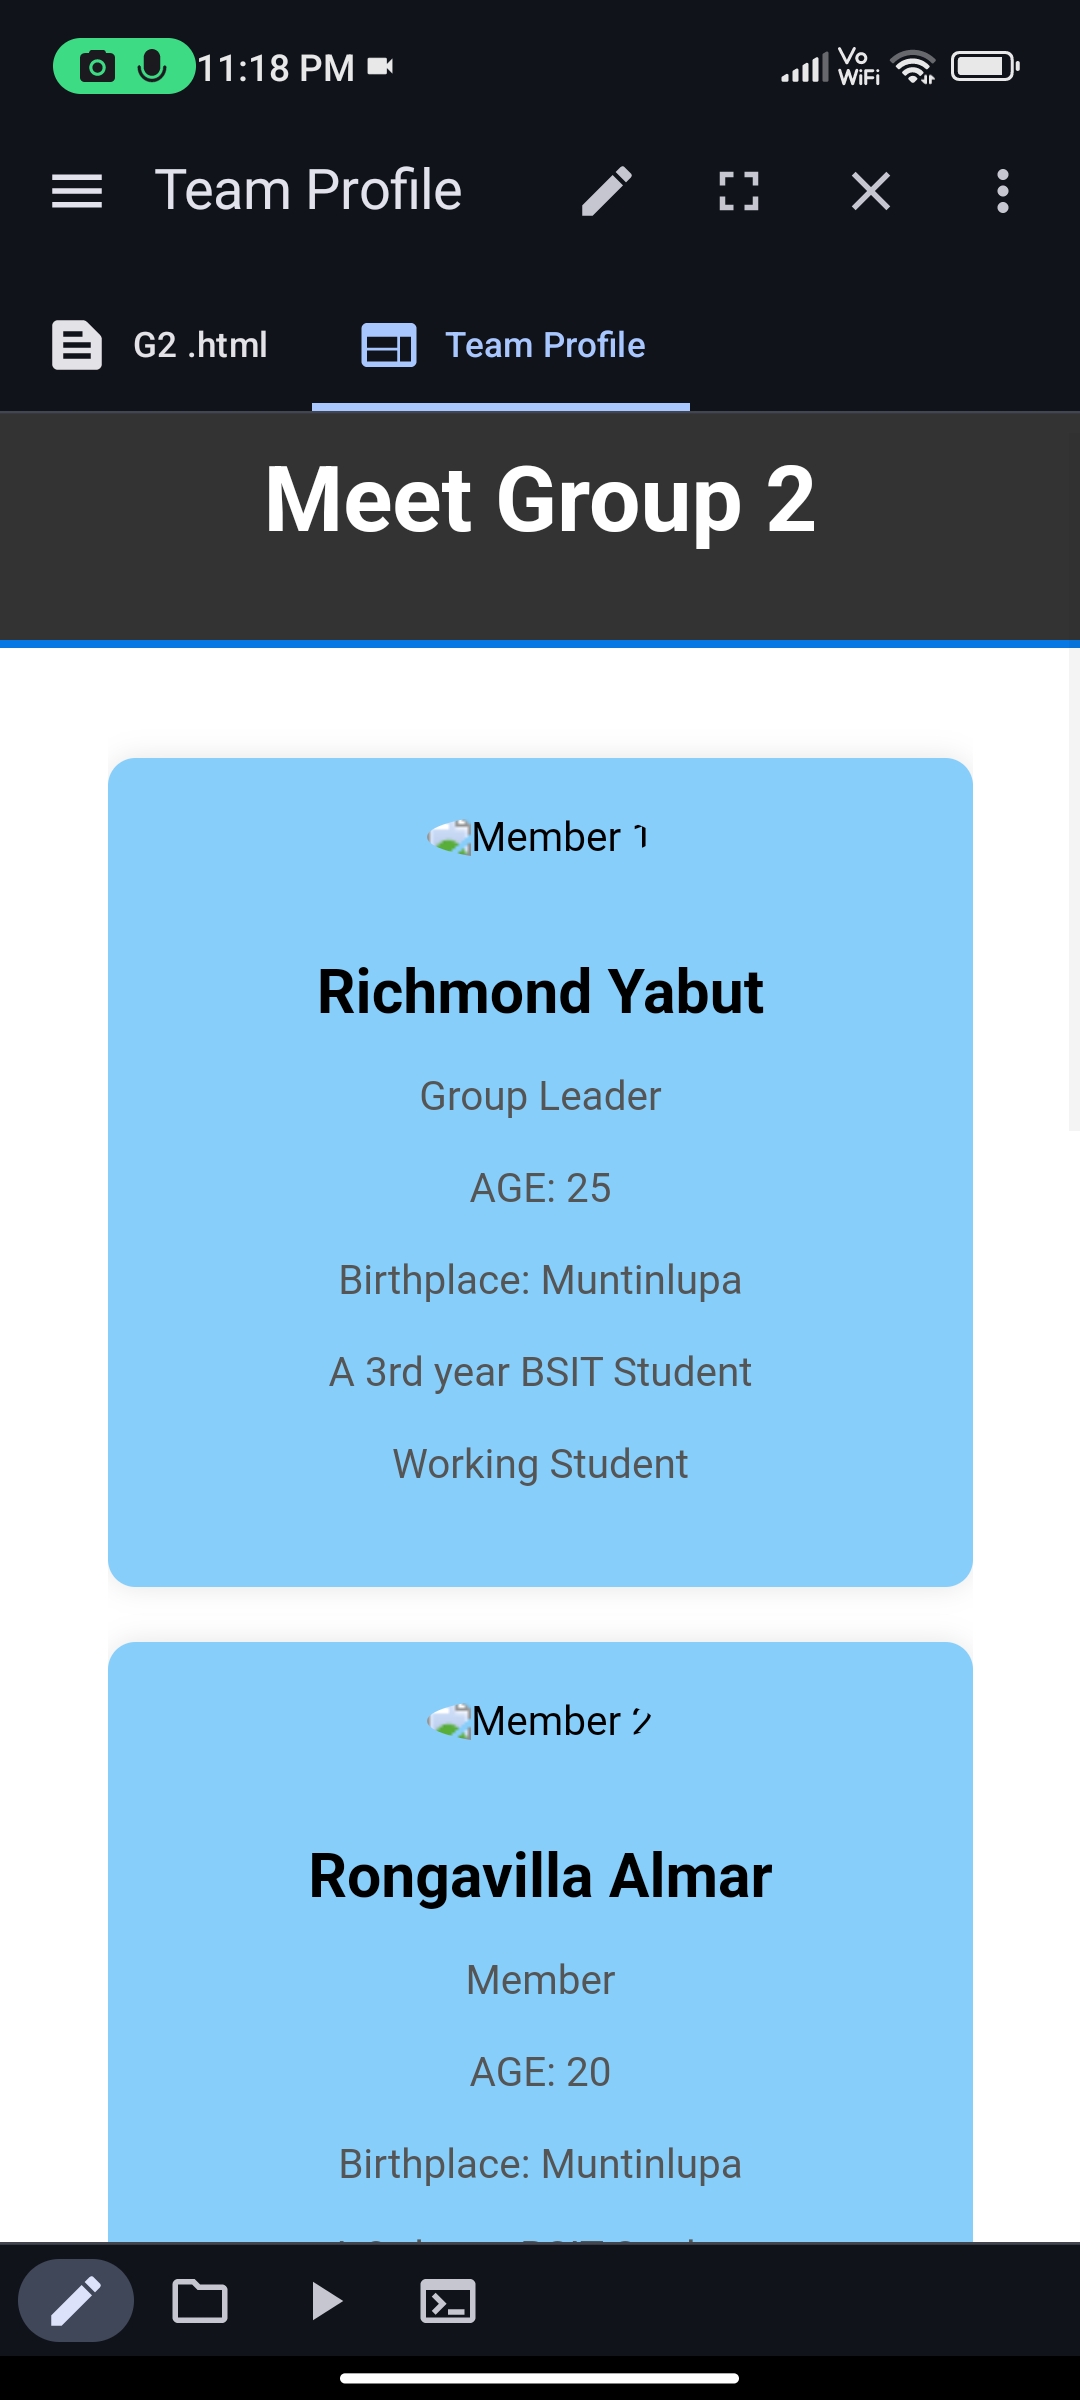 11:18 PM
Vo
WiFi
Team Profile
G2 .html
Team Profile
Meet Group 2
Member 1
Richmond Yabut
Group Leader
AGE: 25
Birthplace: Muntinlupa
A 3rd year BSIT Student
Working Student
Member 2
Rongavilla Almar
Member
AGE: 20
Birthplace: Muntinlupa